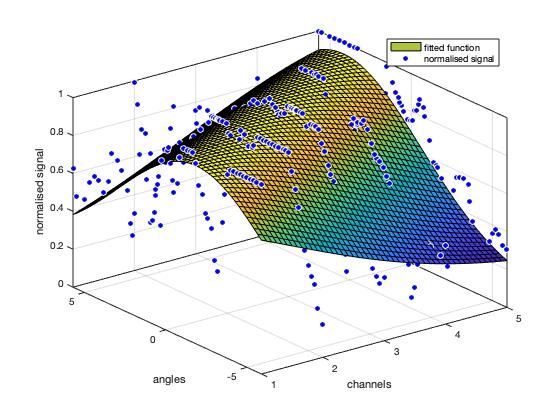 fitted function
normalised signal
1
0.8
0.6
0.4
0.2
0
normalised signal
5
0
-5
angles
1
2
3
4
5
channels